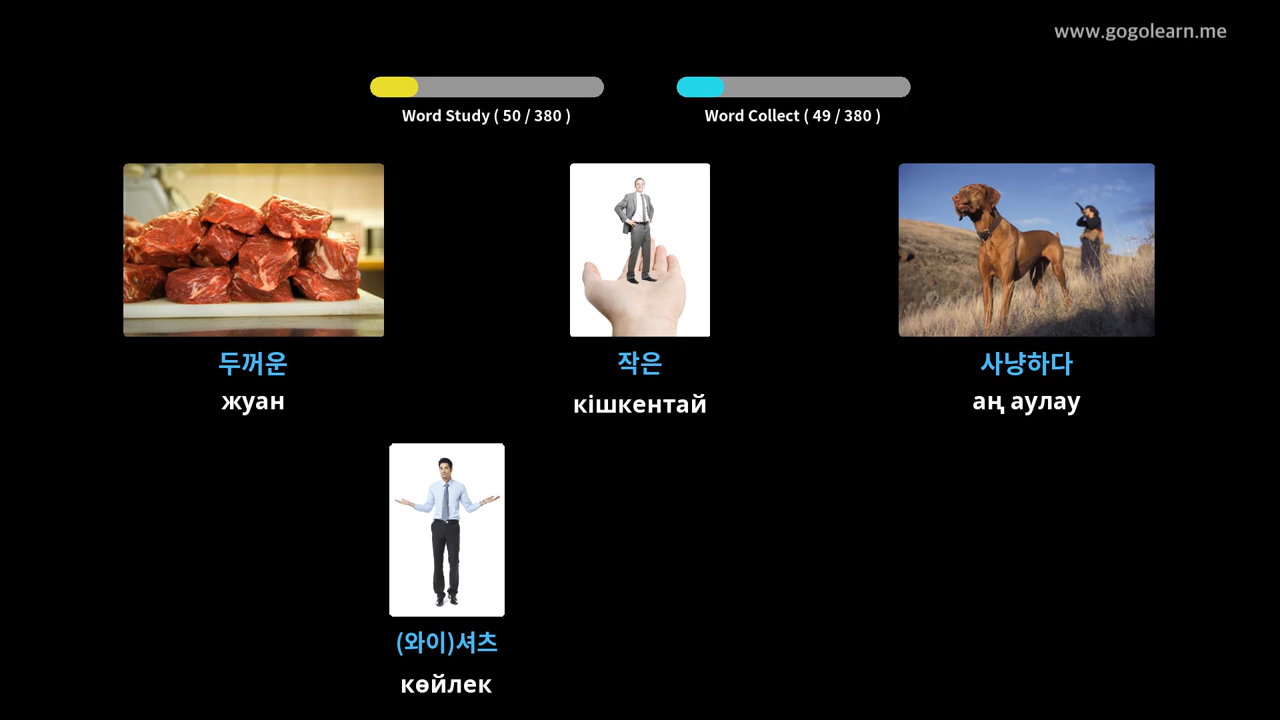 www.gogolearn.me
Word Study ( 50 / 380 )
Word Collect ( 49 / 380 )
두꺼운
жуан
작은
кішкентай
사냥하다
аң аулау
(와이)셔츠
көйлек